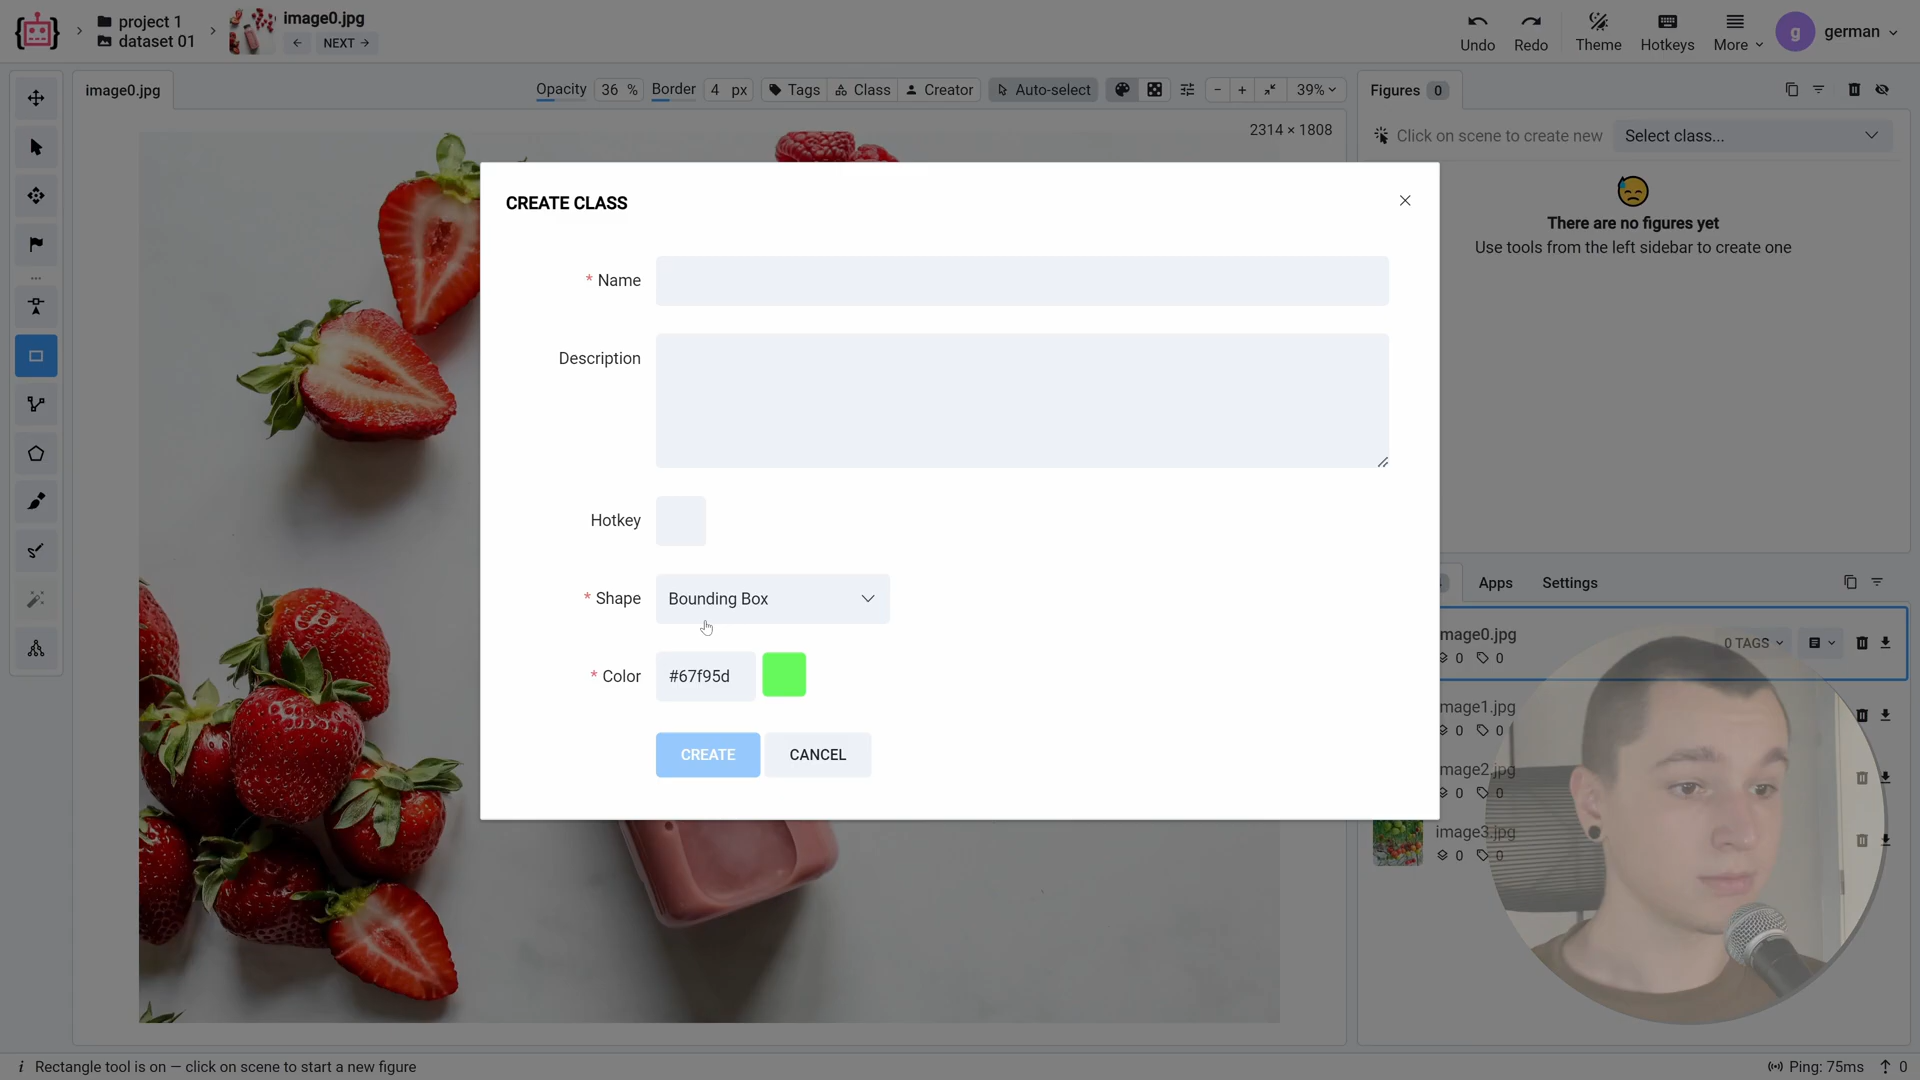 project 1
dataset 01
image0.jpg
NEXT
Undo
Redo
Theme
Hotkeys
More
g
german
image0.jpg
Opacity 36 % Border 4 px Tags Class Creator Auto-select 39%
Figures 0
2314 × 1808
Click on scene to create new Select class...
There are no figures yet
Use tools from the left sidebar to create one
CREATE CLASS
* Name
Description
Hotkey
* Shape Bounding Box
* Color #67f95d
CREATE CANCEL
Apps Settings
mage0.jpg
0 TAGS
0 0
mage1.jpg
0 0
mage2.jpg
0 0
image3.jpg
0 0
i Rectangle tool is on — click on scene to start a new figure
Ping: 75ms 0